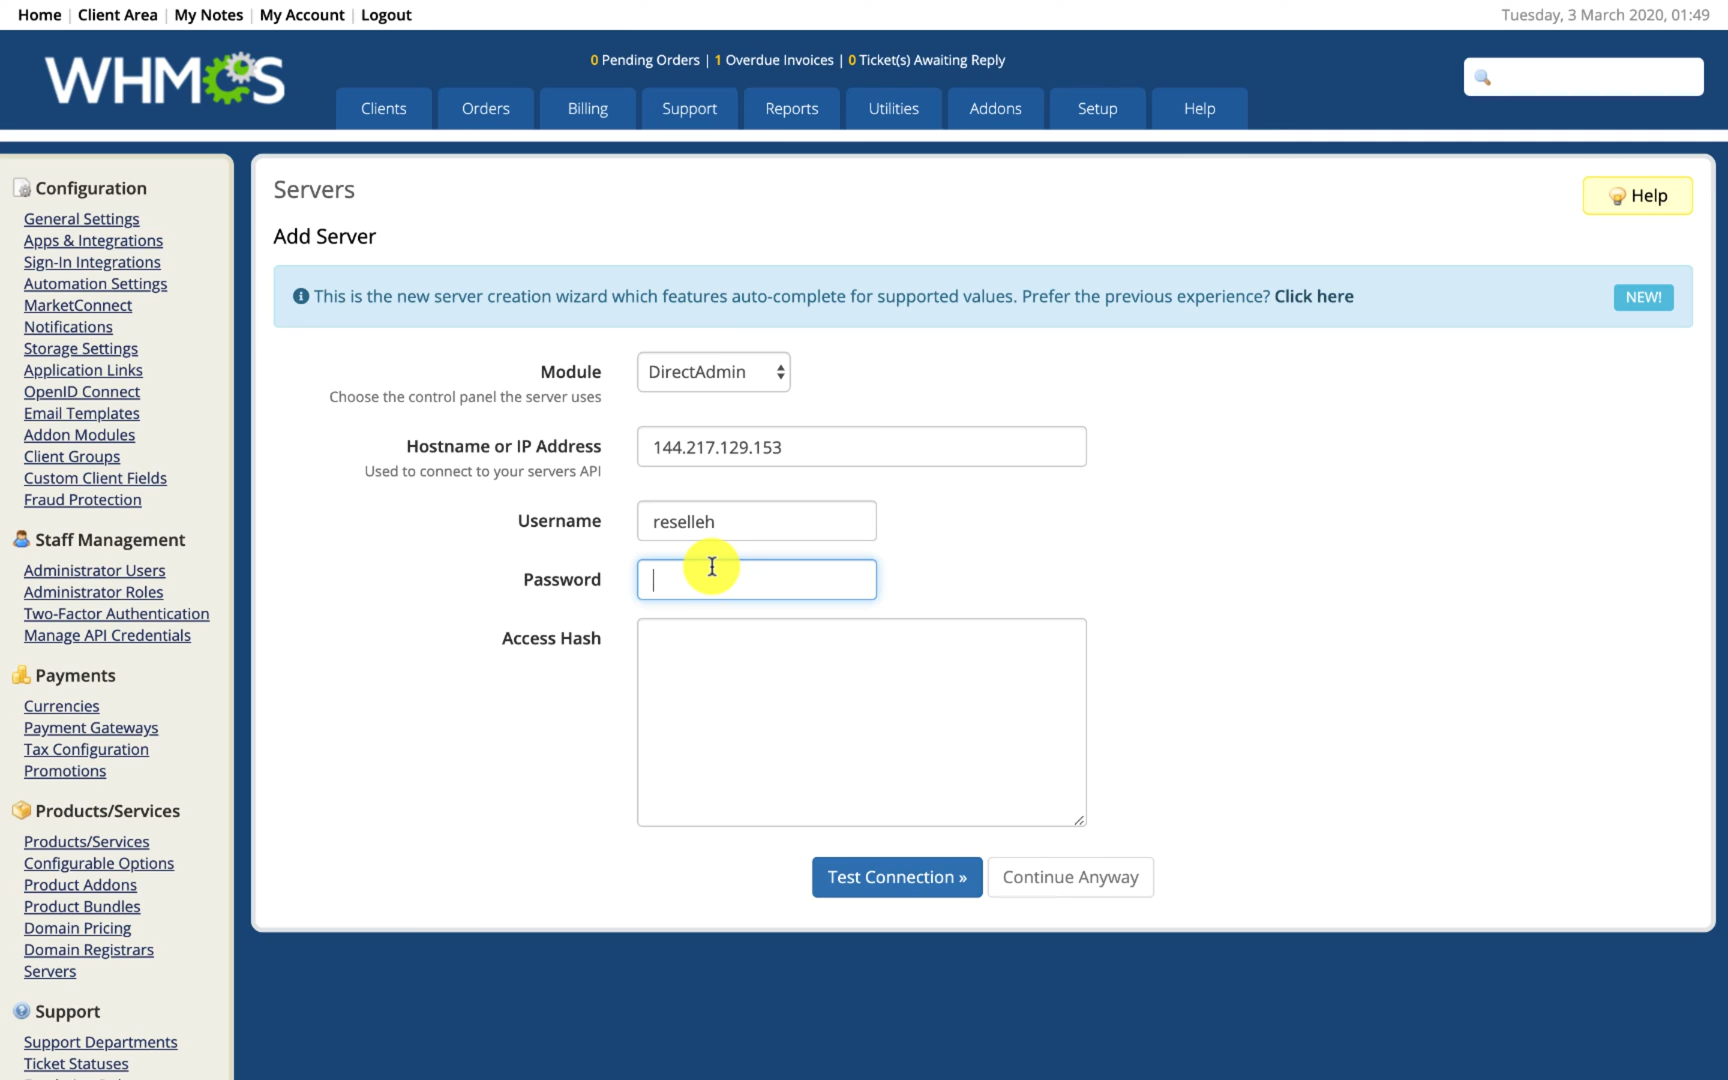 Home | Client Area | My Notes | My Account | Logout
Tuesday, 3 March 2020, 01:49
WHMCS
0 Pending Orders | 1 Overdue Invoices | 0 Ticket(s) Awaiting Reply
Clients Orders Billing Support Reports Utilities Addons Setup Help
Configuration
General Settings
Apps & Integrations
Sign-In Integrations
Automation Settings
MarketConnect
Notifications
Storage Settings
Application Links
OpenID Connect
Email Templates
Addon Modules
Client Groups
Custom Client Fields
Fraud Protection
Staff Management
Administrator Users
Administrator Roles
Two-Factor Authentication
Manage API Credentials
Payments
Currencies
Payment Gateways
Tax Configuration
Promotions
Products/Services
Products/Services
Configurable Options
Product Addons
Product Bundles
Domain Pricing
Domain Registrars
Servers
Support
Support Departments
Ticket Statuses
Servers
Help
Add Server
This is the new server creation wizard which features auto-complete for supported values. Prefer the previous experience? Click here
NEW!
Module
DirectAdmin
Choose the control panel the server uses
Hostname or IP Address
144.217.129.153
Used to connect to your servers API
Username
reselleh
Password
Access Hash
Test Connection »
Continue Anyway